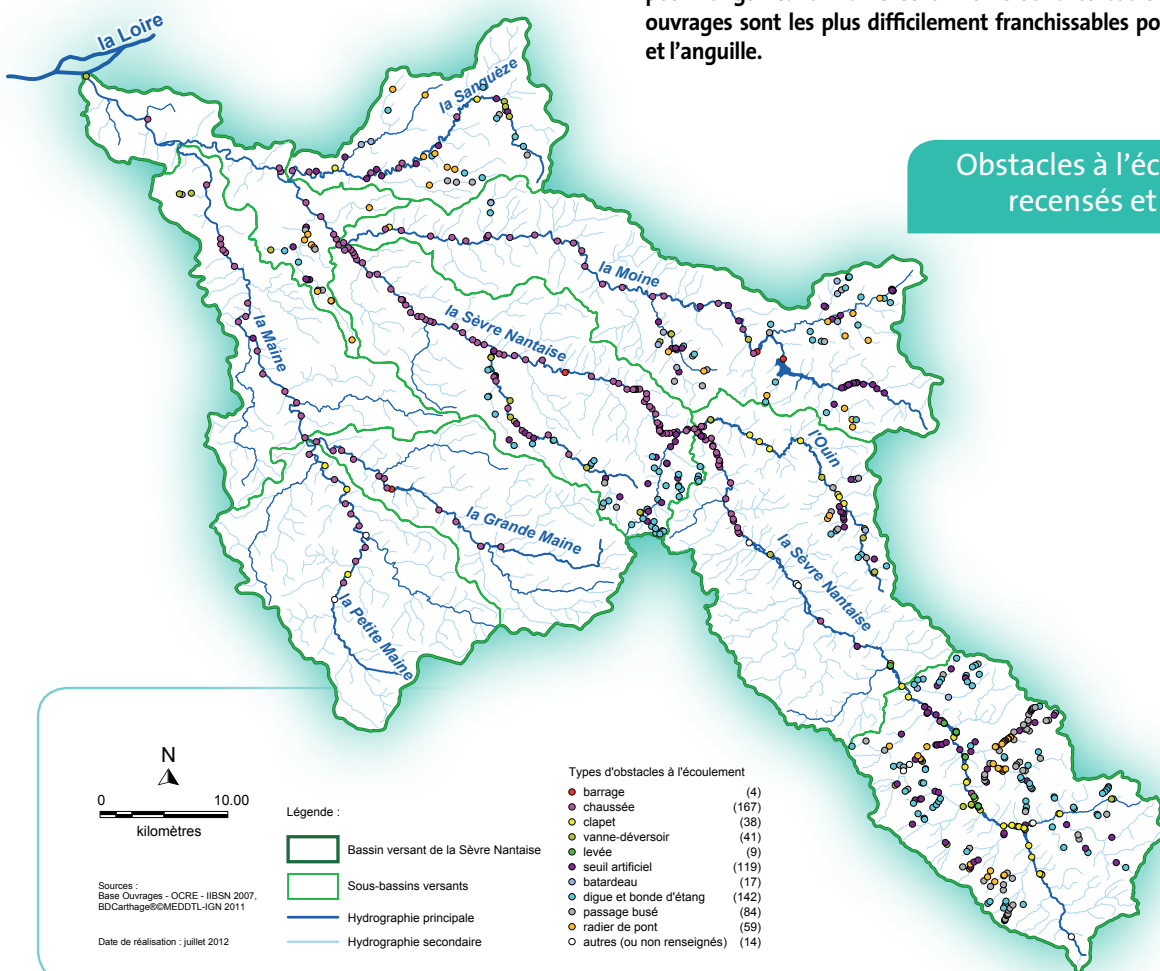 ouvrages sont les plus difficilement franchissables po
et l'anguille.
Obstacles à l'éc
recensés et
la Loire
la Sanguèze
la Moine
la Sèvre Nantaise
la Maine
l'Ouin
la Grande Maine
la Sèvre Nantaise
la Petite Maine
N
0 10.00
kilomètres
Sources :
Base Ouvrages - OCRE - IIBSN 2007,
BDCarthage®©MEDDTL-IGN 2011
Date de réalisation : juillet 2012
Légende :
Bassin versant de la Sèvre Nantaise
Sous-bassins versants
Hydrographie principale
Hydrographie secondaire
Types d'obstacles à l'écoulement
barrage (4)
chaussée (167)
clapet (38)
vanne-déversoir (41)
levée (9)
seuil artificiel (119)
batardeau (17)
digue et bonde d'étang (142)
passage busé (84)
radier de pont (59)
autres (ou non renseignés) (14)